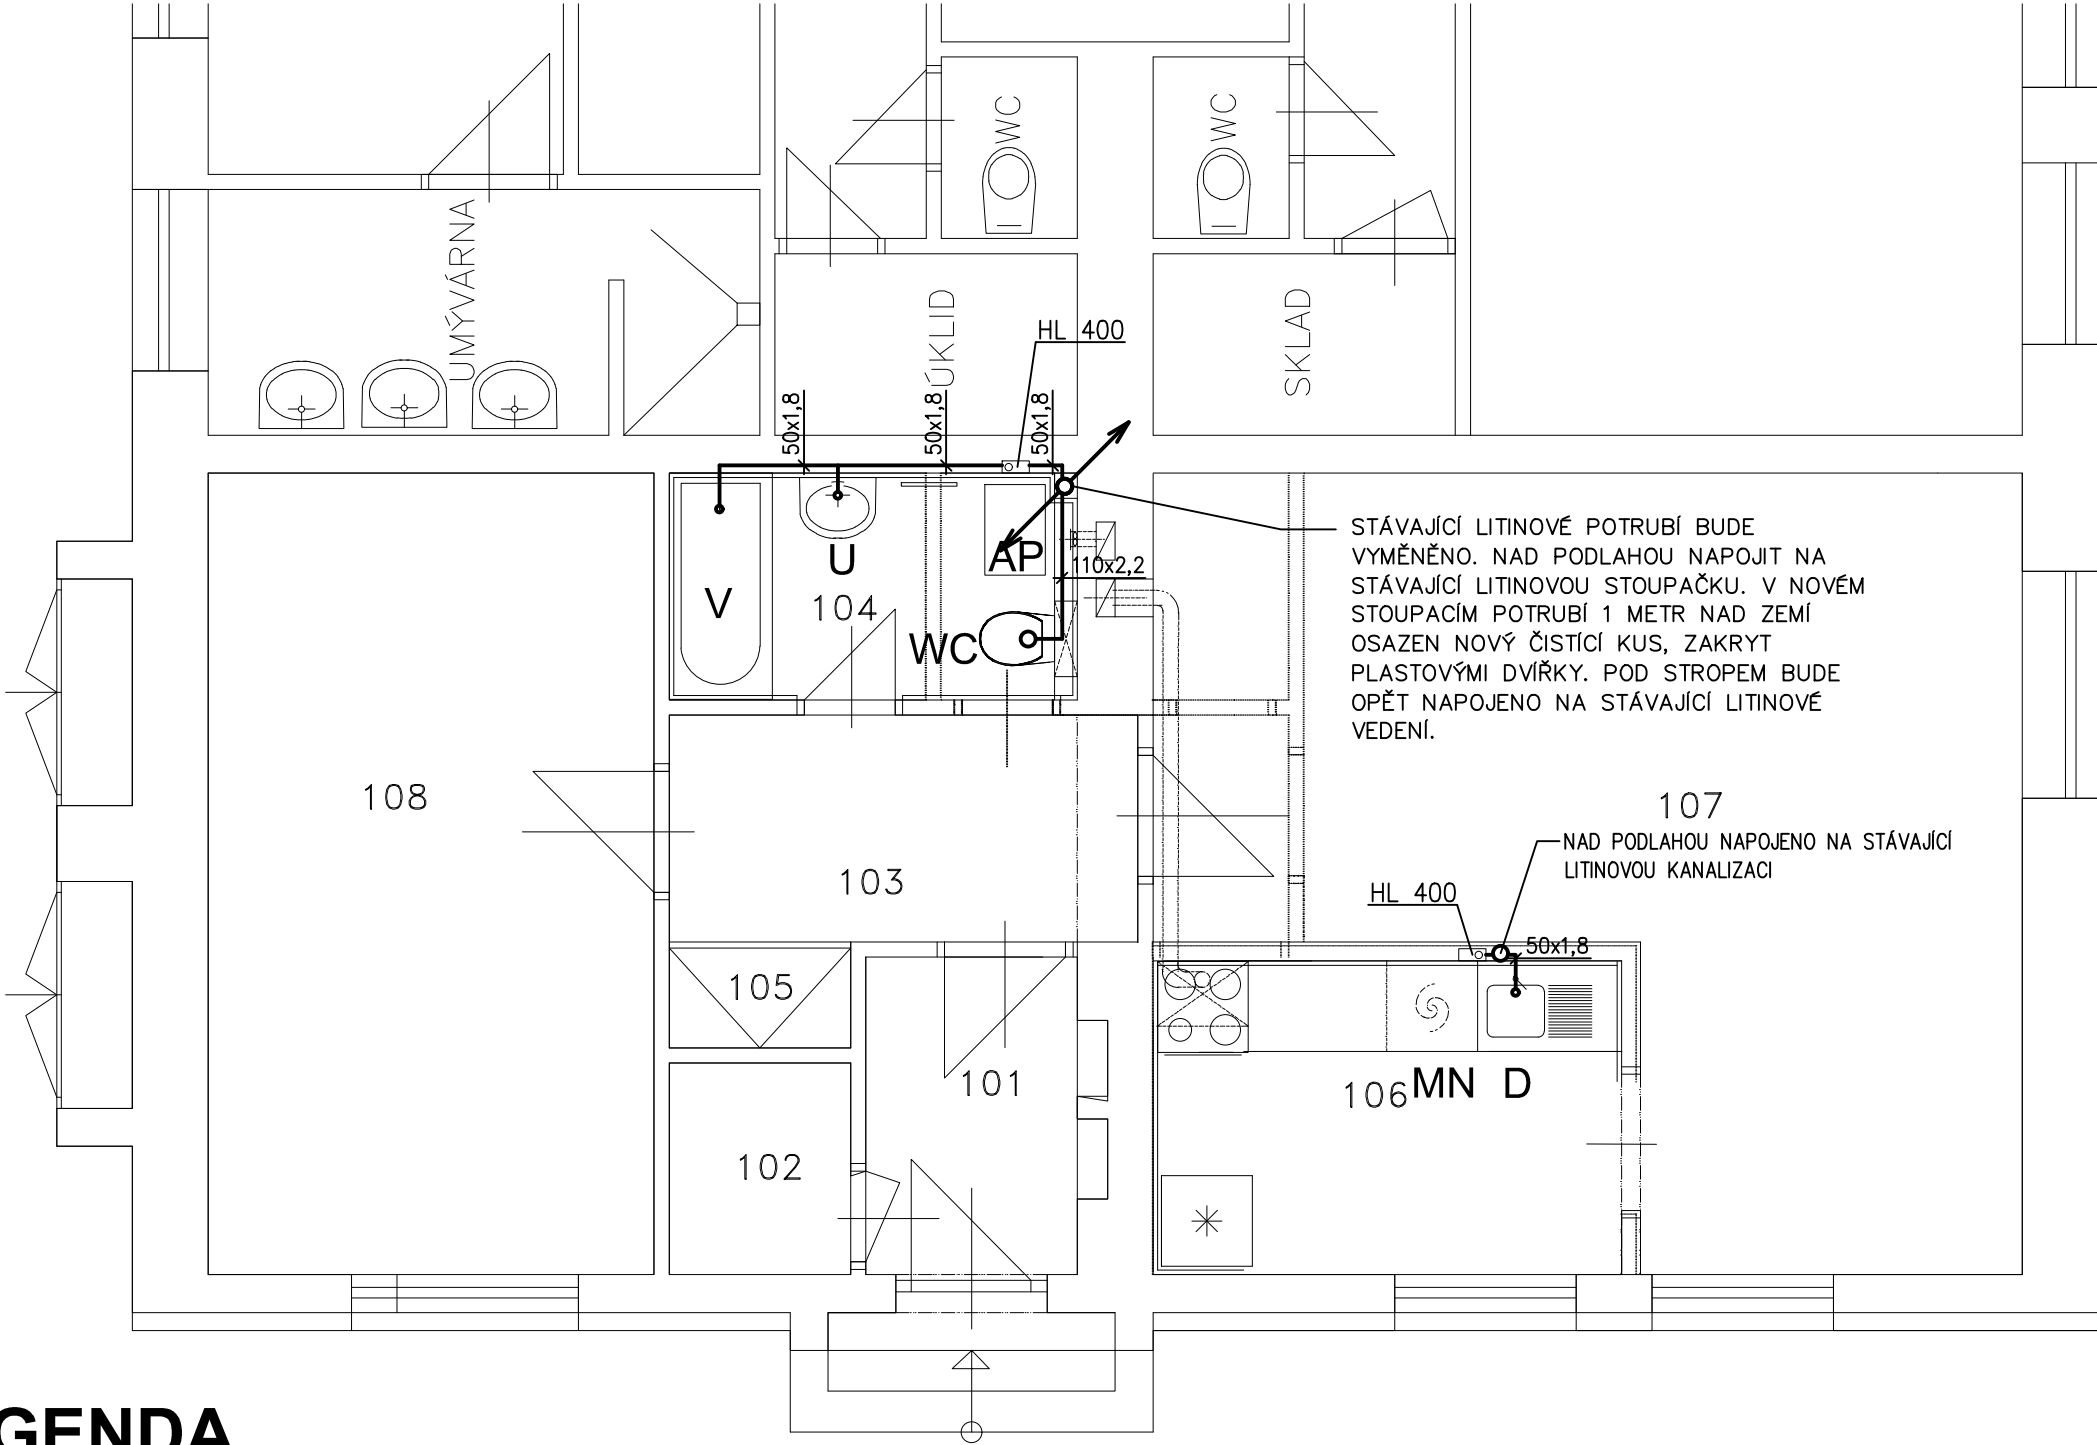 WC
WC
UMÝVÁRNA
ÚKLID
SKLAD
HL 400
50x1,8
50x1,8
50x1,8
STÁVAJÍCÍ LITINOVÉ POTRUBÍ BUDE
VYMĚNĚNO. NAD PODLAHOU NAPOJIT NA
STÁVAJÍCÍ LITINOVOU STOUPAČKU. V NOVÉM
STOUPACÍM POTRUBÍ 1 METR NAD ZEMÍ
OSAZEN NOVÝ ČISTÍCÍ KUS, ZAKRYT
PLASTOVÝMI DVÍŘKY. POD STROPEM BUDE
OPĚT NAPOJENO NA STÁVAJÍCÍ LITINOVÉ
VEDENÍ.
U
AP
110x2,2
V
104
WC
108
107
NAD PODLAHOU NAPOJENO NA STÁVAJÍCÍ
LITINOVOU KANALIZACI
103
HL 400
50x1,8
105
101
106
MN D
102
GENDA